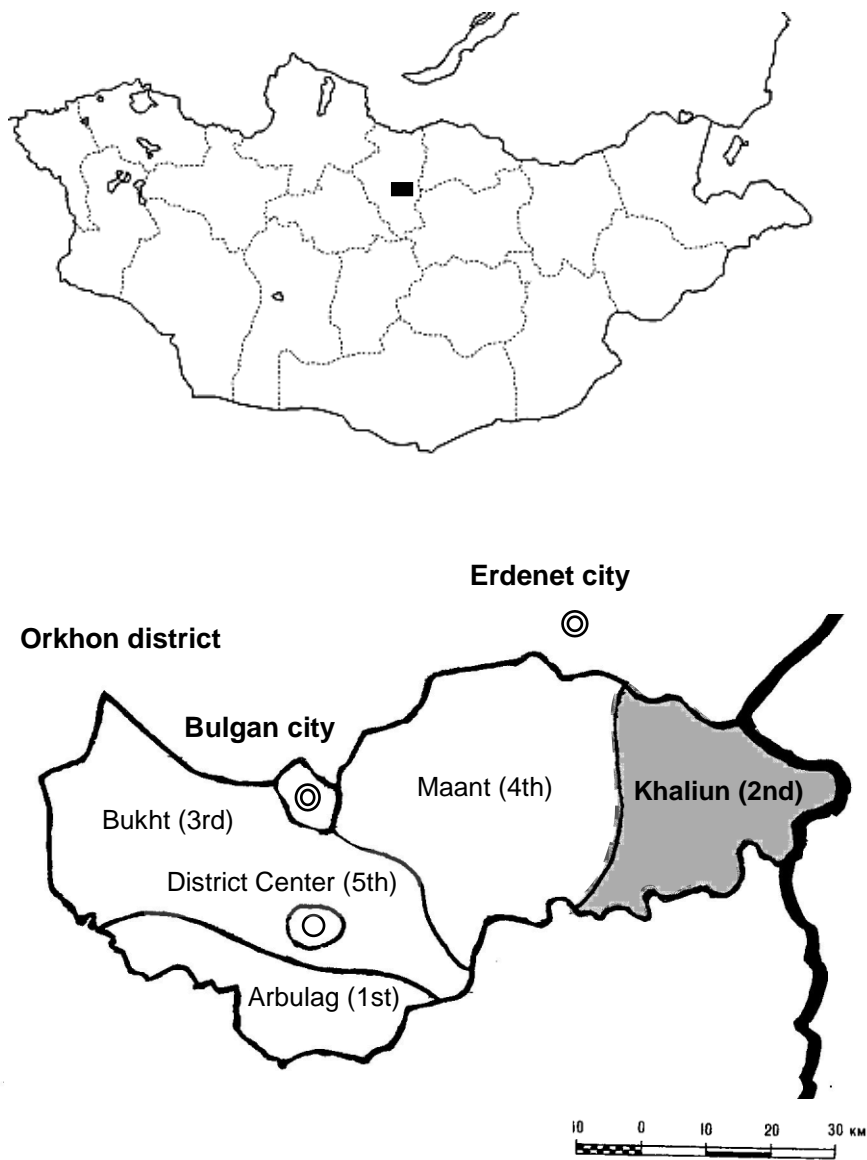 Erdenet city
Orkhon district
Bulgan city
Maant (4th)
Khaliun (2nd)
Bukht (3rd)
District Center (5th)
Arbulag (1st)
10 0 10 20 30 км